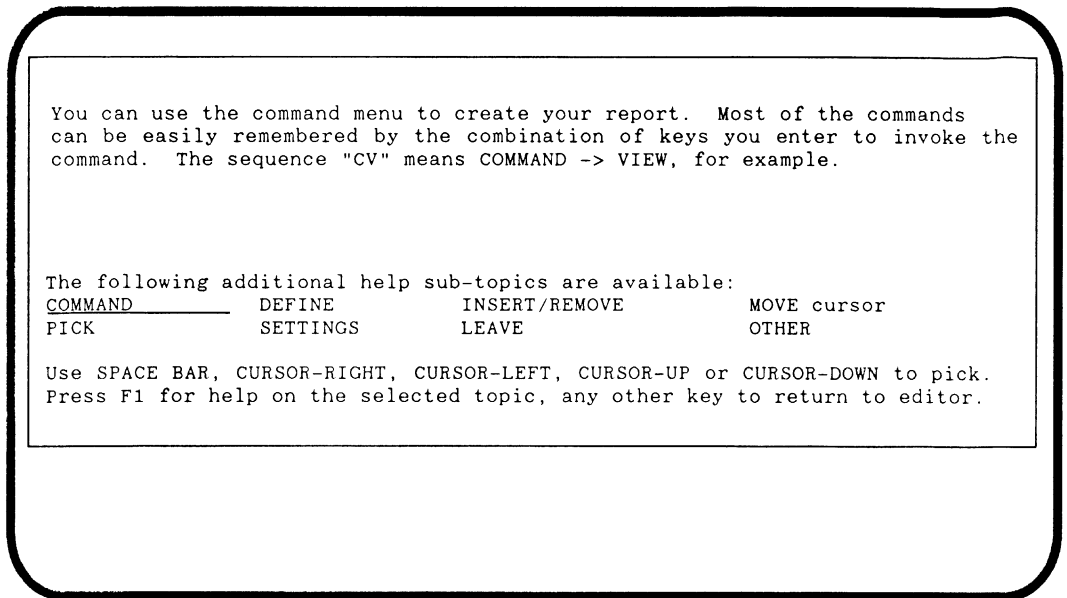 You can use the command menu to create your report.  Most of the commands
can be easily remembered by the combination of keys you enter to invoke the
command.  The sequence "CV" means COMMAND -> VIEW, for example.
The following additional help sub-topics are available:
COMMAND DEFINE INSERT/REMOVE MOVE cursor
PICK SETTINGS LEAVE OTHER
Use SPACE BAR, CURSOR-RIGHT, CURSOR-LEFT, CURSOR-UP or CURSOR-DOWN to pick.
Press F1 for help on the selected topic, any other key to return to editor.